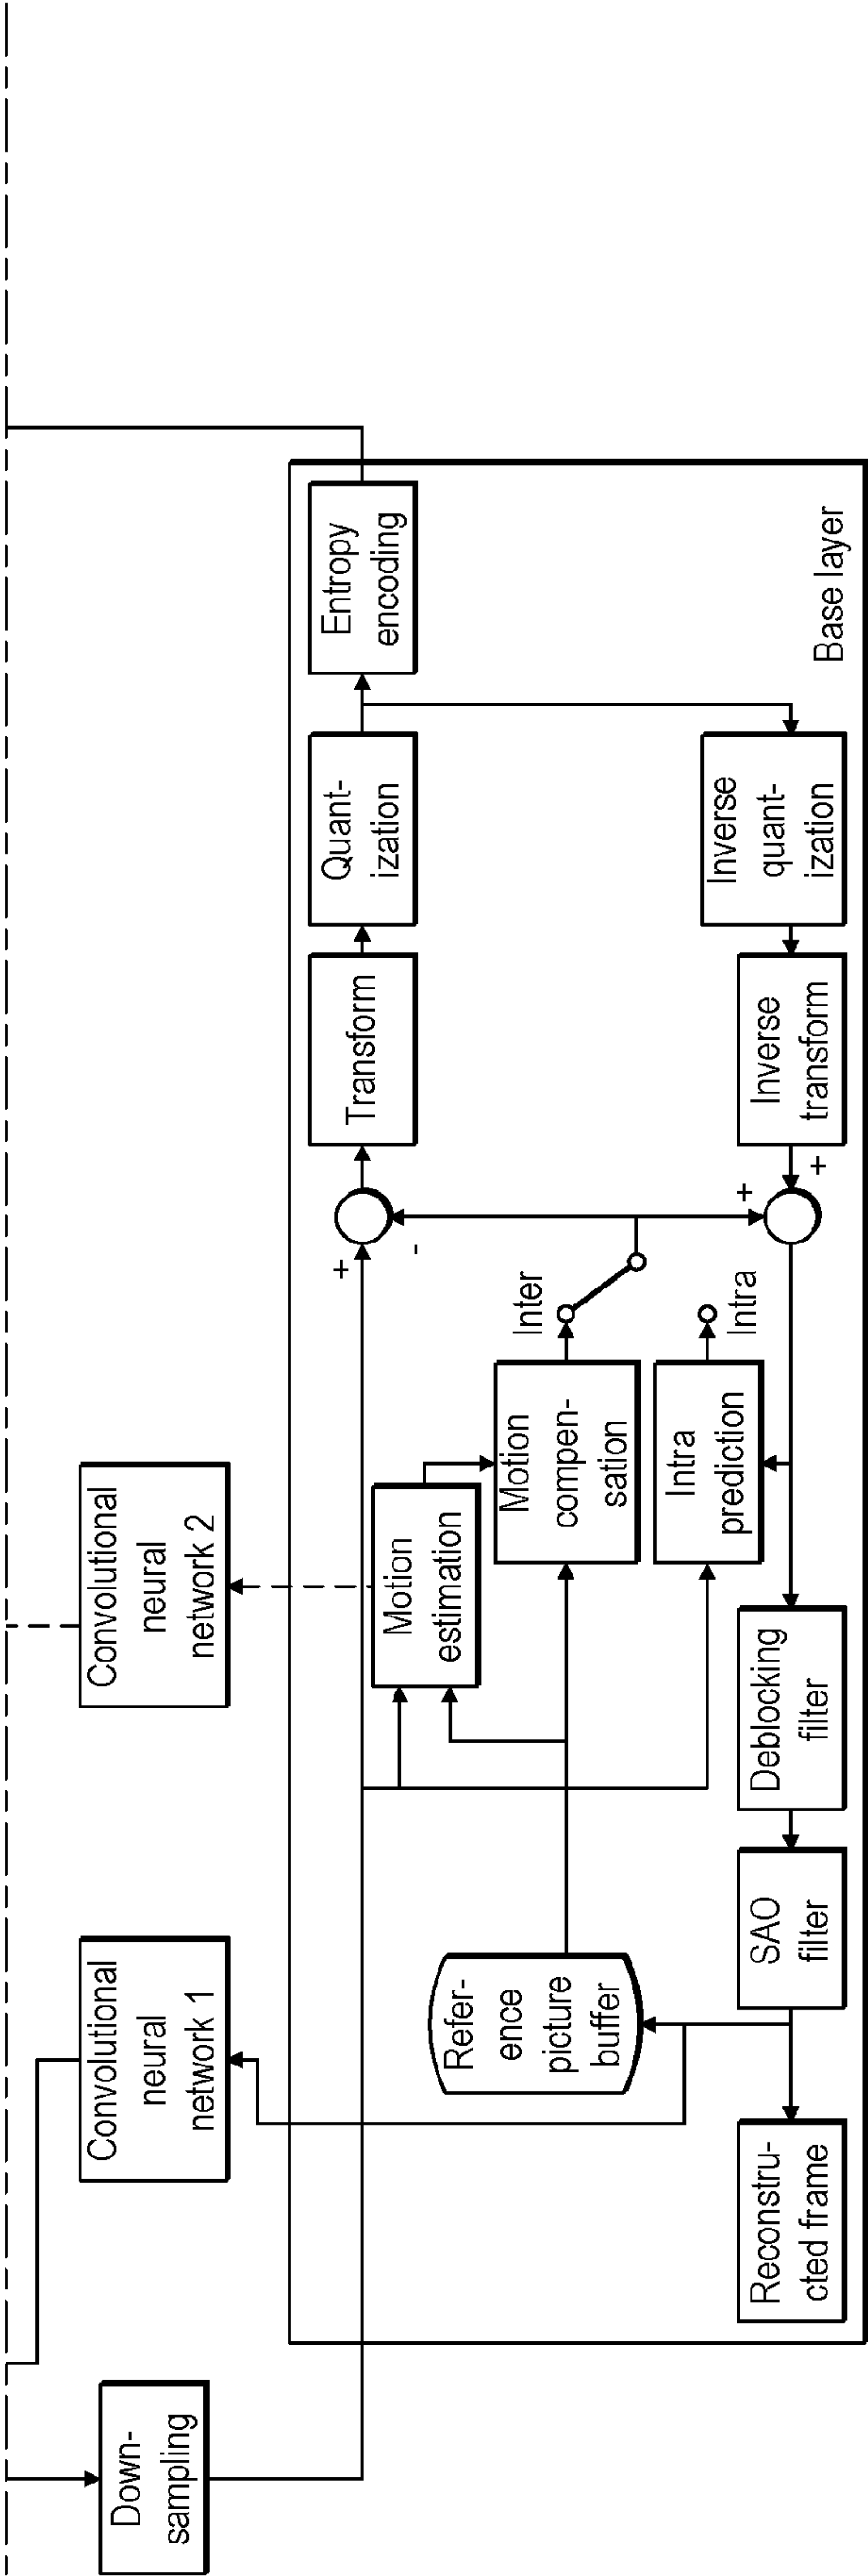 Down-
sampling
Convolutional
neural
network 1
Convolutional
neural
network 2
+
-
Transform
Quant-
ization
Entropy
encoding
Motion
estimation
Refer-
ence
picture
buffer
Motion
compen-
sation
Inter
Intra
prediction
Intra
+
+
Reconstru-
cted frame
SAO
filter
Deblocking
filter
Inverse
transform
Inverse
quant-
ization
Base layer